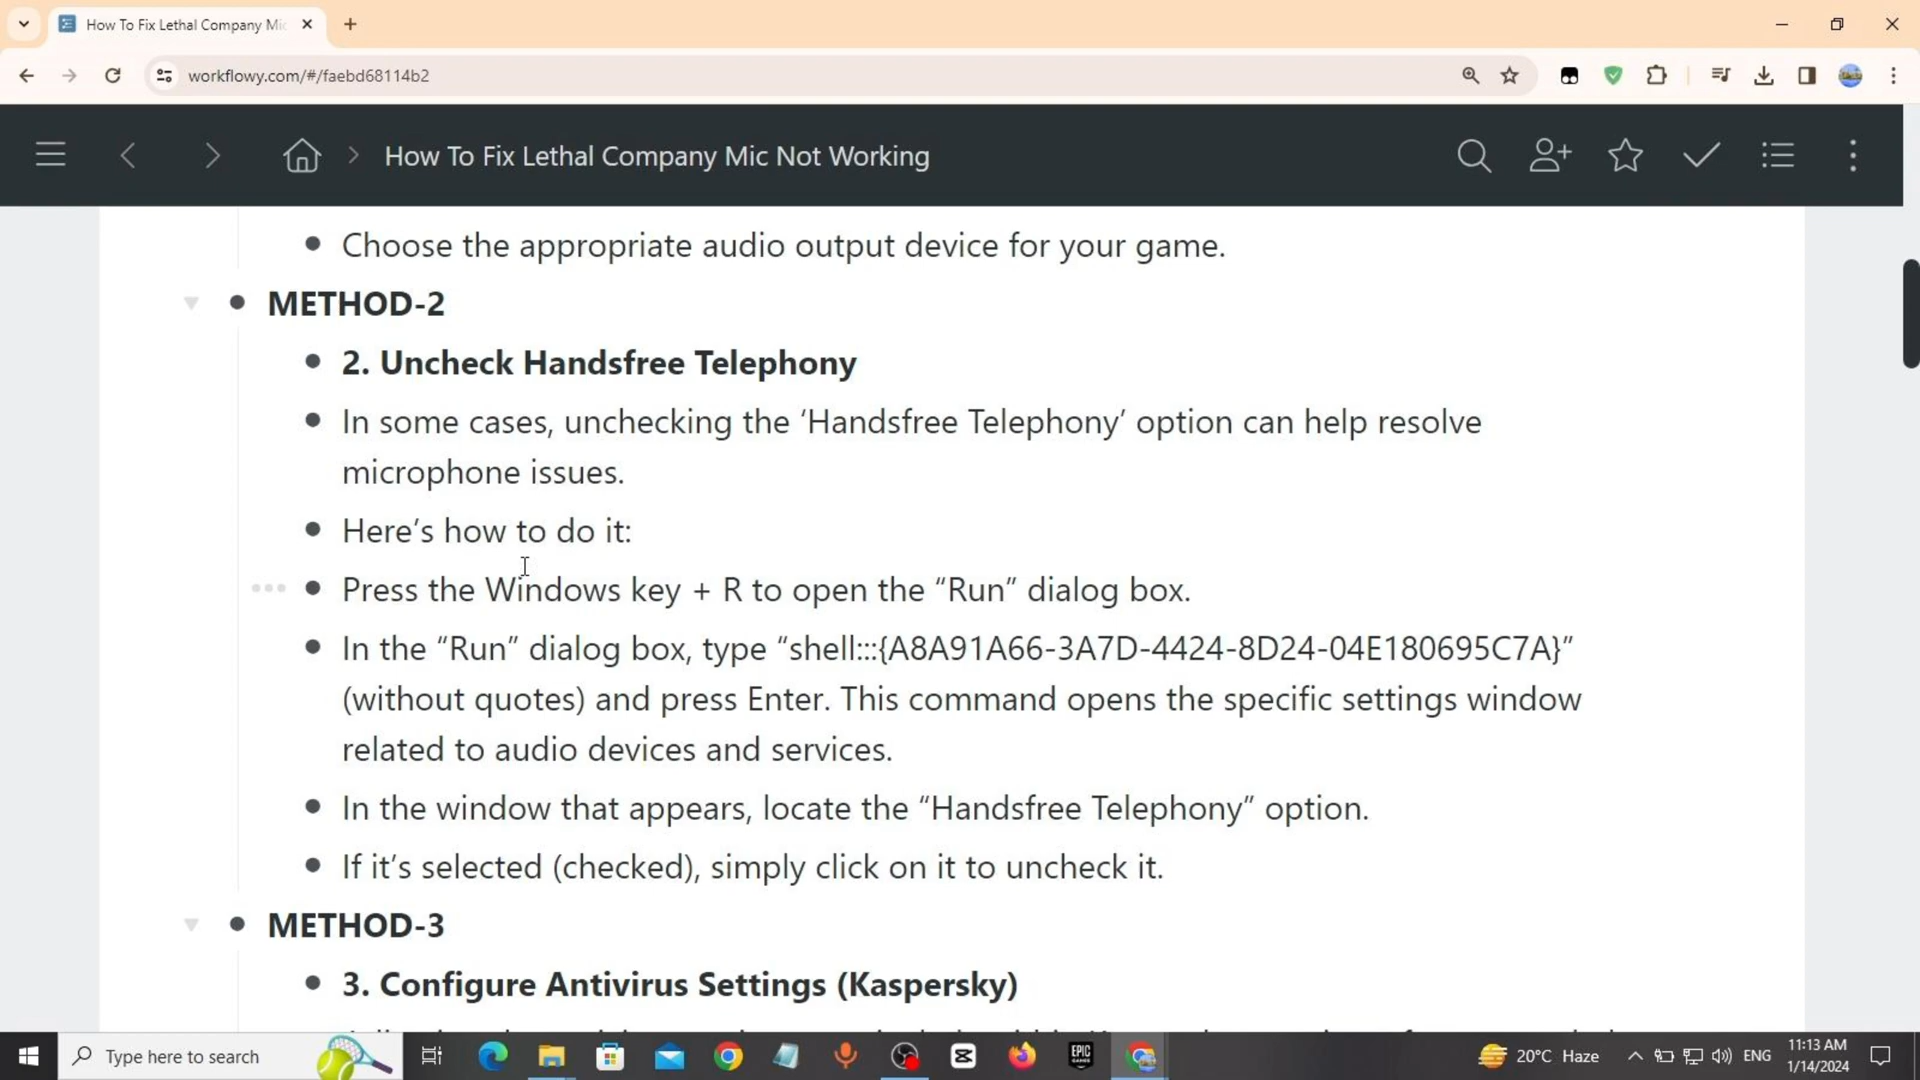 How To Fix Lethal Company Mic
workflowy.com/#/faebd68114b2
How To Fix Lethal Company Mic Not Working
Choose the appropriate audio output device for your game.
METHOD-2
2. Uncheck Handsfree Telephony
In some cases, unchecking the ‘Handsfree Telephony’ option can help resolve
microphone issues.
Here’s how to do it:
Press the Windows key + R to open the “Run” dialog box.
In the “Run” dialog box, type “shell:::{A8A91A66-3A7D-4424-8D24-04E180695C7A}”
(without quotes) and press Enter. This command opens the specific settings window
related to audio devices and services.
In the window that appears, locate the “Handsfree Telephony” option.
If it’s selected (checked), simply click on it to uncheck it.
METHOD-3
3. Configure Antivirus Settings (Kaspersky)
Type here to search
EPIC
GAMES
20°C Haze
ENG
11:13 AM
1/14/2024